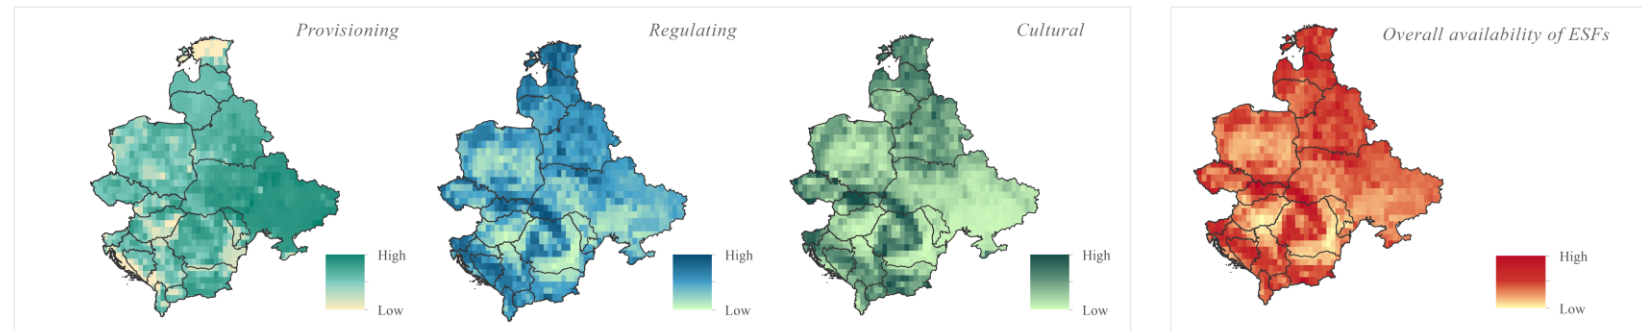 Provisioning
High
Low
Regulating
High
Low
Cultural
High
Low
Overall availability of ESFs
High
Low